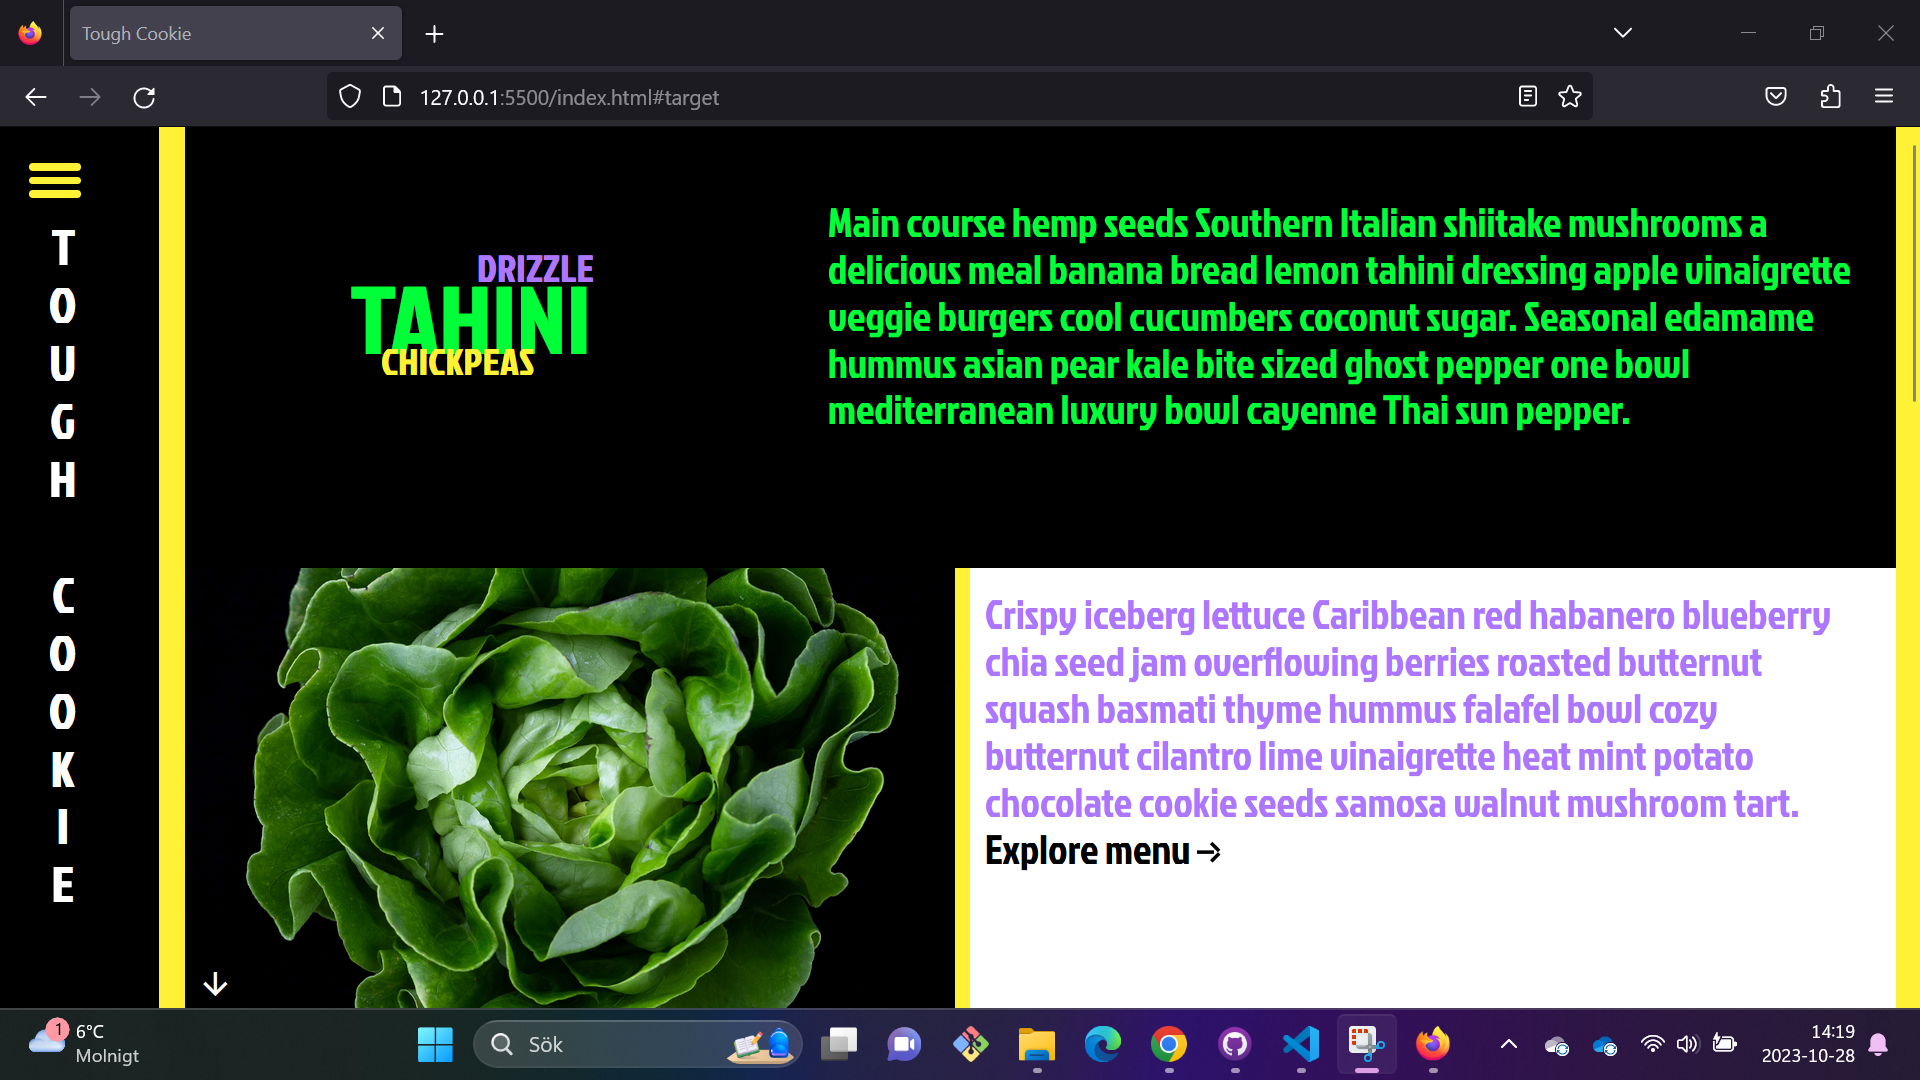 Tough Cookie
127.0.0.1:5500/index.html#target
TOUGH COOKIE
DRIZZLE
TAHINI
CHICKPEAS
Main course hemp seeds Southern Italian shiitake mushrooms a
delicious meal banana bread lemon tahini dressing apple vinaigrette
veggie burgers cool cucumbers coconut sugar. Seasonal edamame
hummus asian pear kale bite sized ghost pepper one bowl
mediterranean luxury bowl cayenne Thai sun pepper.
Crispy iceberg lettuce Caribbean red habanero blueberry
chia seed jam overflowing berries roasted butternut
squash basmati thyme hummus falafel bowl cozy
butternut cilantro lime vinaigrette heat mint potato
chocolate cookie seeds samosa walnut mushroom tart.
Explore menu →
1
6°C
Molnigt
Sök
14:19
2023-10-28